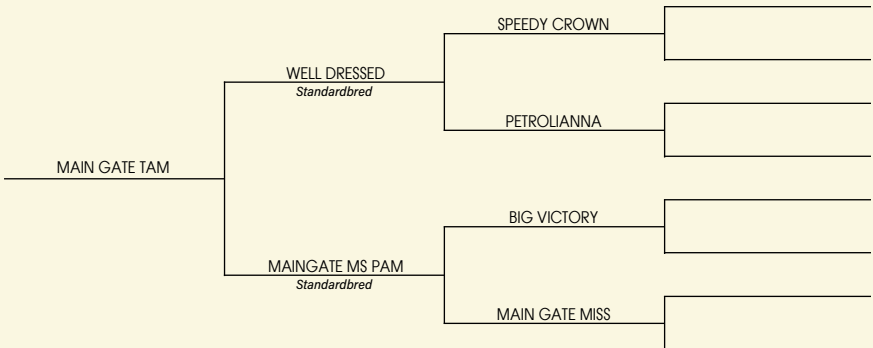 SPEEDY CROWN
WELL DRESSED
Standardbred
PETROLIANNA
MAIN GATE TAM
BIG VICTORY
MAINGATE MS PAM
Standardbred
MAIN GATE MISS